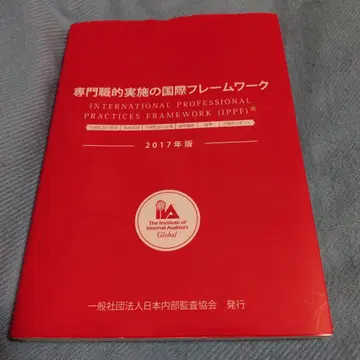 専門職的実施の国際フレームワーク
INTERNATIONAL PROFESSIONAL
PRACTICES FRAMEWORK (IPPF)®
2017年版
IIA
The Institute of
Internal Auditors
Global
一般社団法人日本内部監査協会 発行